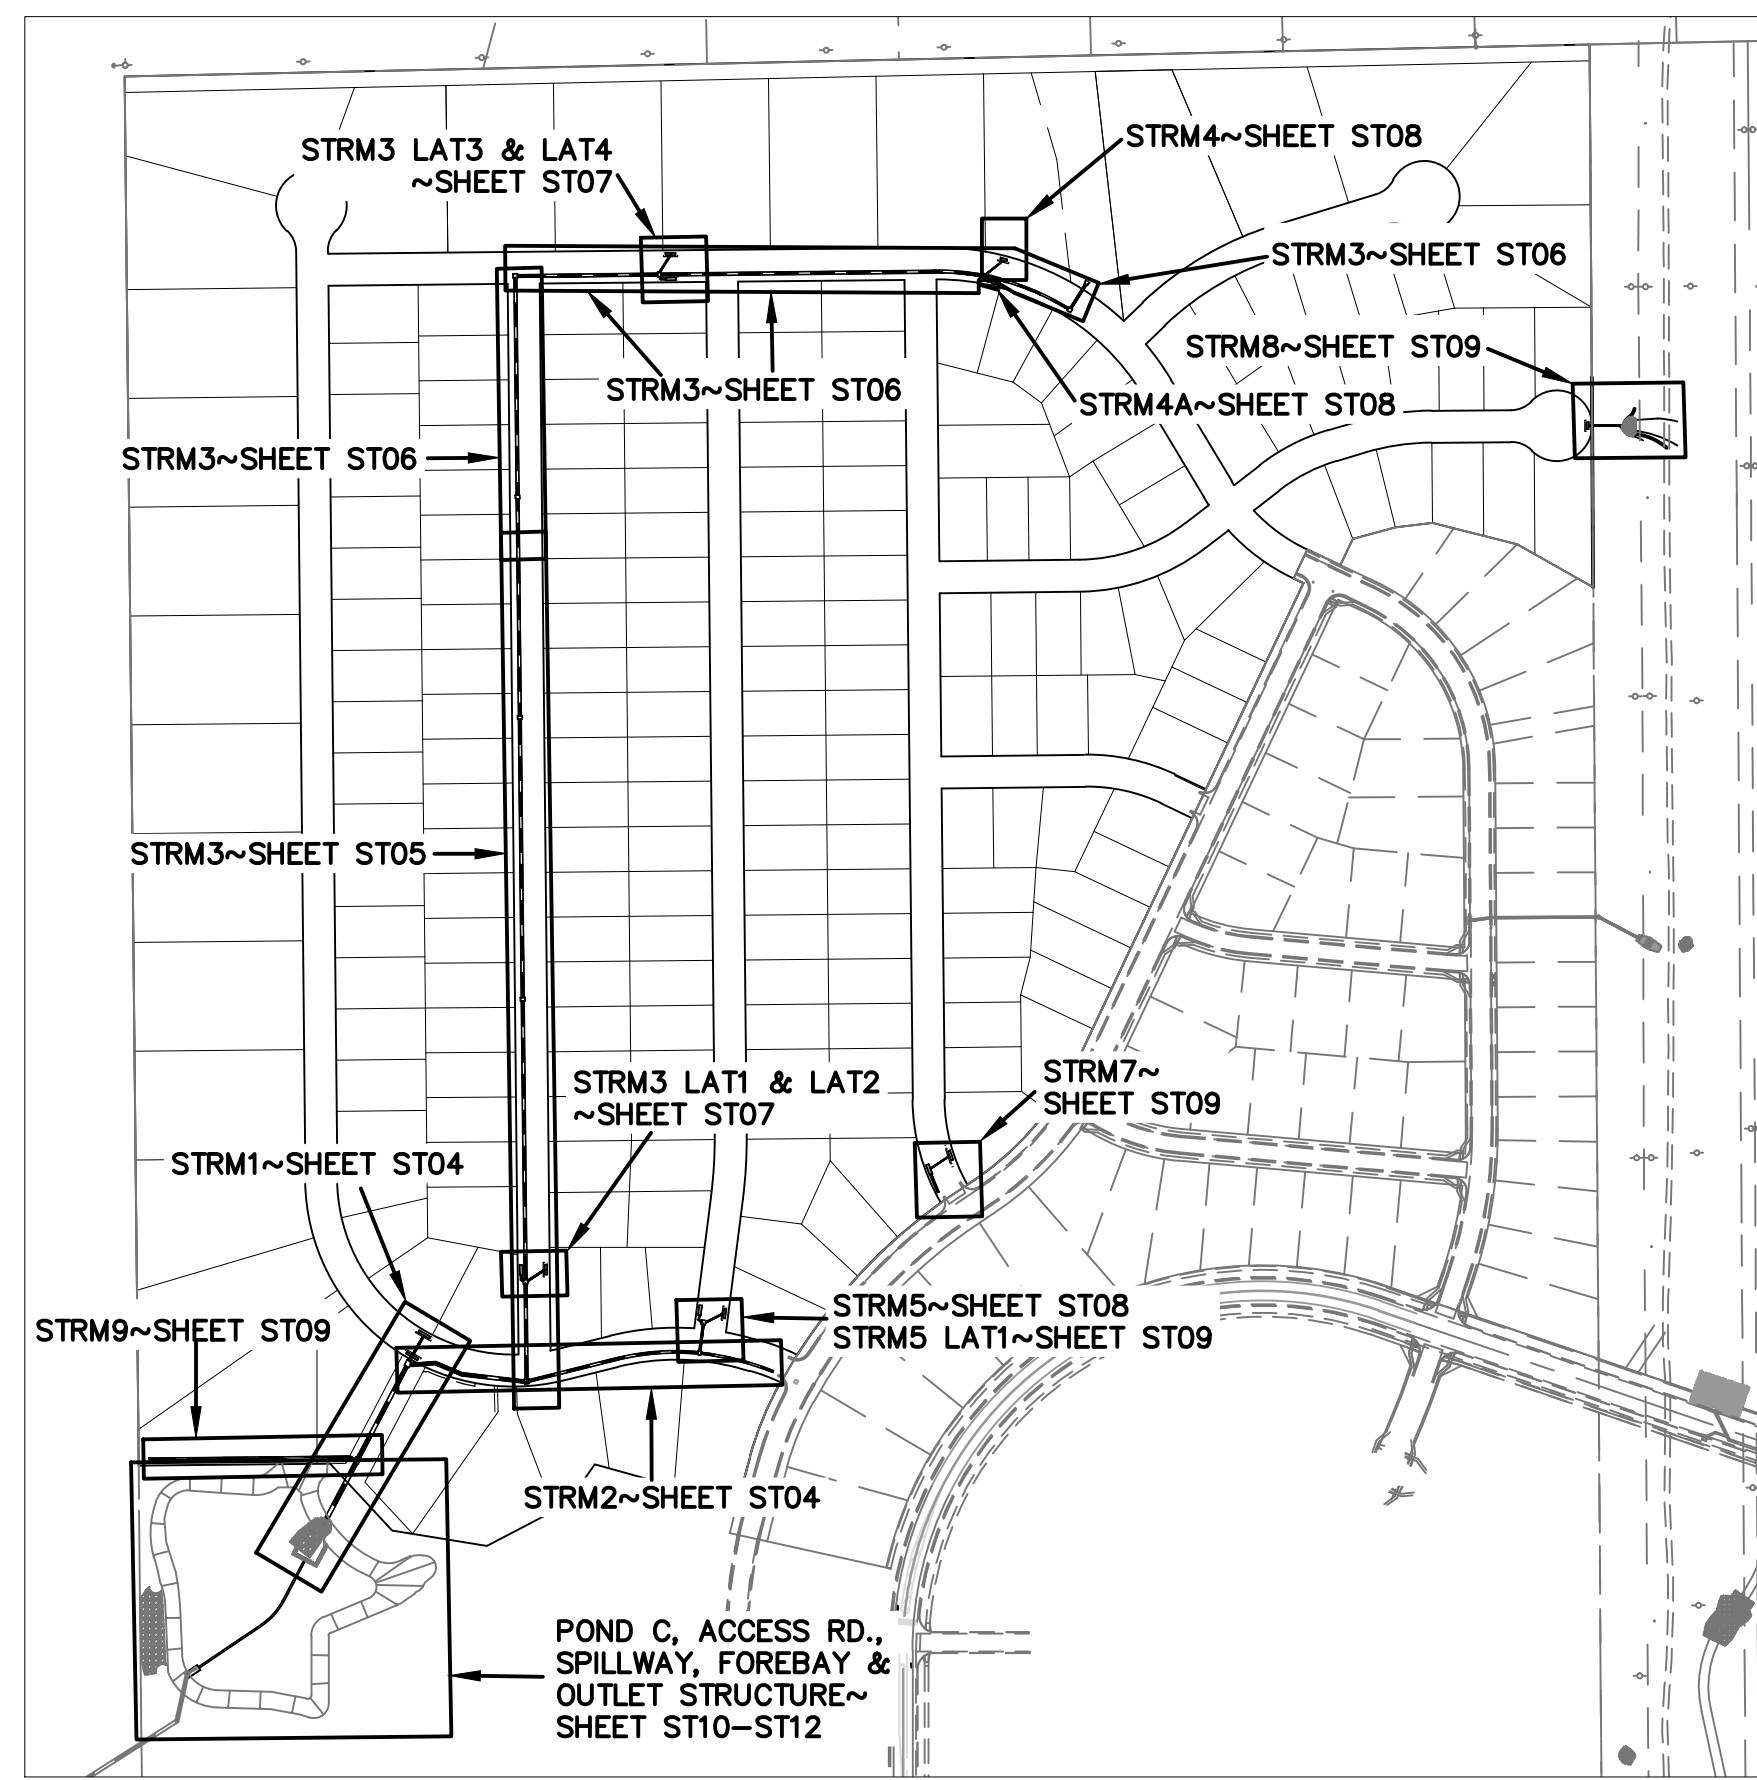 STRM3 LAT3 & LAT4
~SHEET ST07
STRM4~SHEET ST08
STRM3~SHEET ST06
STRM8~SHEET ST09
STRM3~SHEET ST06
STRM4A~SHEET ST08
STRM3~SHEET ST06
STRM3~SHEET ST05
STRM3 LAT1 & LAT2
~SHEET ST07
STRM7~
SHEET ST09
STRM1~SHEET ST04
STRM5~SHEET ST08
STRM5 LAT1~SHEET ST09
STRM9~SHEET ST09
STRM2~SHEET ST04
POND C, ACCESS RD.,
SPILLWAY, FOREBAY &
OUTLET STRUCTURE~
SHEET ST10-ST12